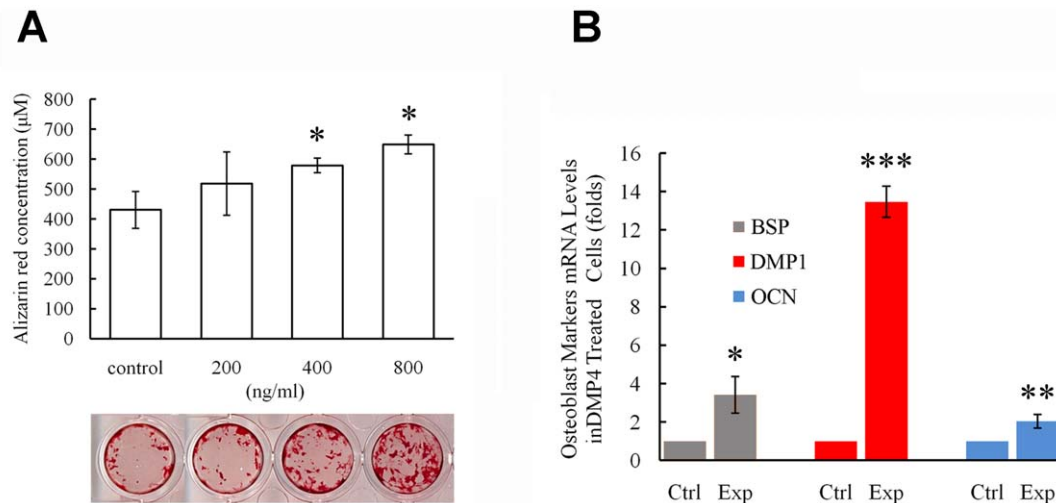 A
Alizarin red concentration (μM)
800
700
600
500
400
300
200
100
0
*
*
control 200 400 800
(ng/ml)
B
Osteoblast Markers mRNA Levels
inDMP4 Treated Cells (folds)
16
14
12
10
8
6
4
2
0
BSP
DMP1
OCN
*
***
**
Ctrl Exp Ctrl Exp Ctrl Exp